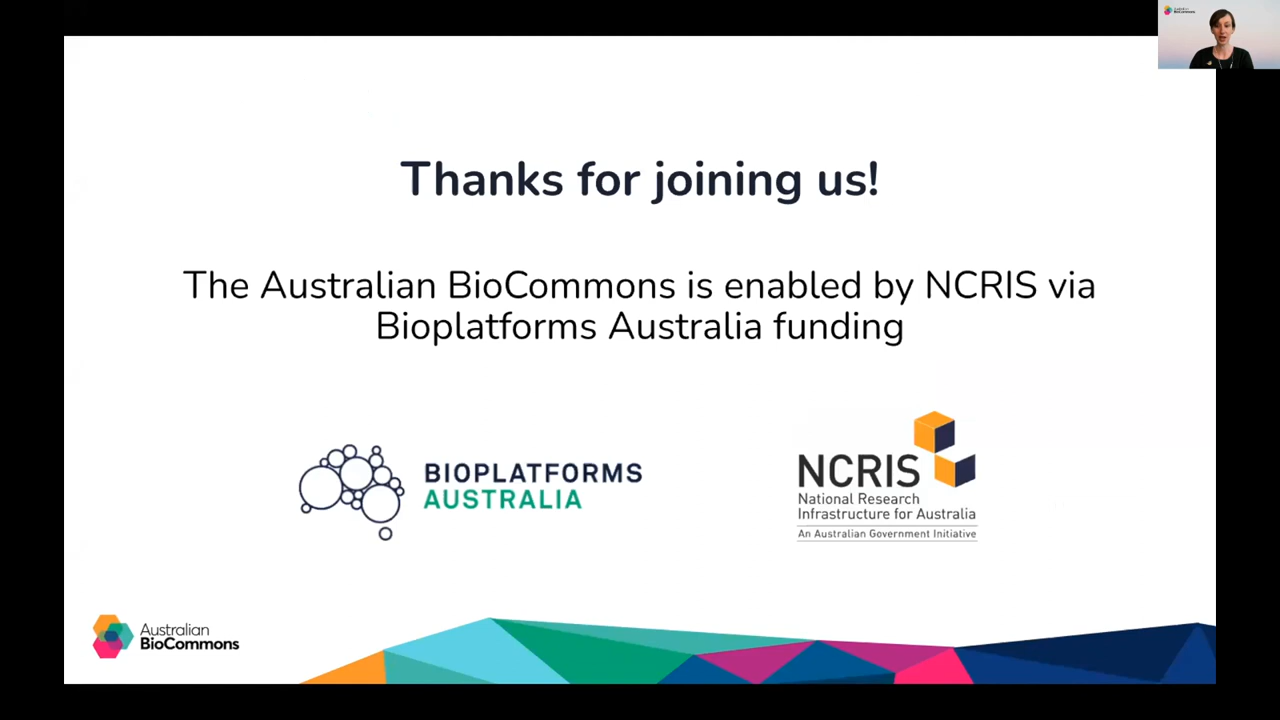 Thanks for joining us!
The Australian BioCommons is enabled by NCRIS via
Bioplatforms Australia funding
BIOPLATFORMS
AUSTRALIA
NCRIS
National Research
Infrastructure for Australia
An Australian Government Initiative
Australian
BioCommons